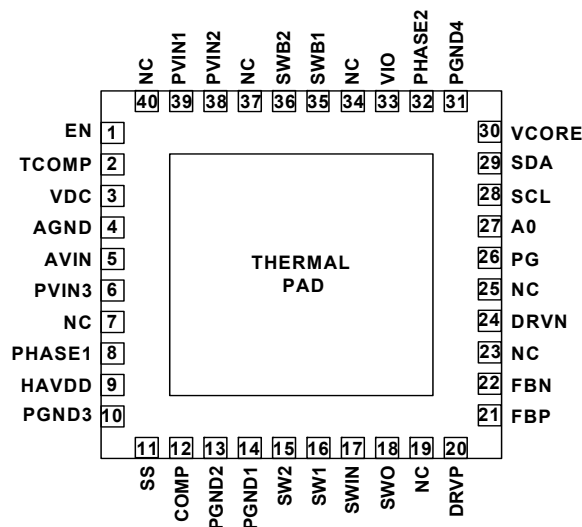 NC PVIN1 PVIN2 NC SWB2 SWB1 NC VIO PHASE2 PGND4
40 39 38 37 36 35 34 33 32 31
EN 1
TCOMP 2
VDC 3
AGND 4
AVIN 5
PVIN3 6
NC 7
PHASE1 8
HAVDD 9
PGND3 10
THERMAL
PAD
30 VCORE
29 SDA
28 SCL
27 A0
26 PG
25 NC
24 DRVN
23 NC
22 FBN
21 FBP
11 12 13 14 15 16 17 18 19 20
SS COMP PGND2 PGND1 SW2 SW1 SWIN SWO NC DRVP